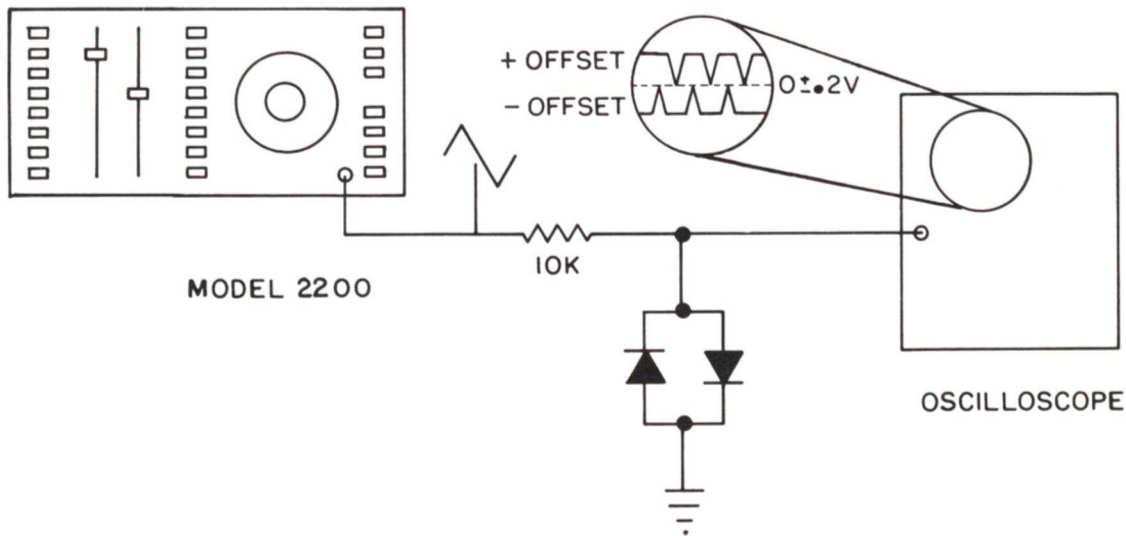 + OFFSET
- OFFSET
0±.2V
10K
MODEL 2200
OSCILLOSCOPE